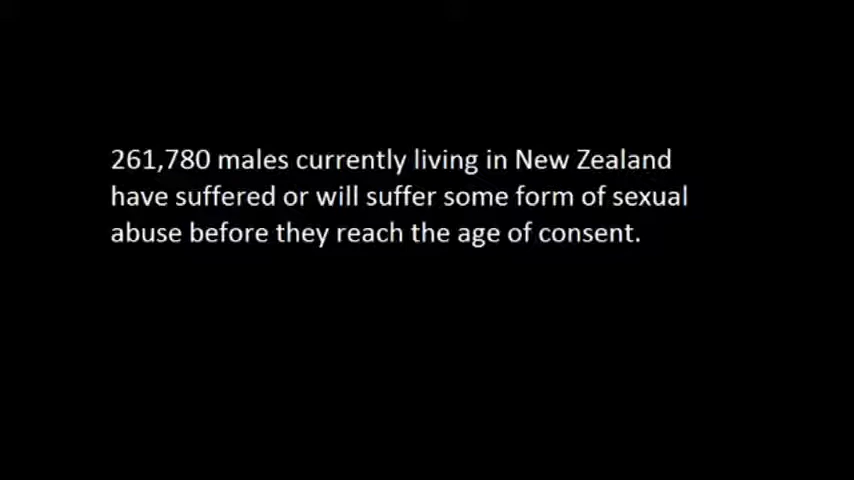 261,780 males currently living in New Zealand
have suffered or will suffer some form of sexual
abuse before they reach the age of consent.